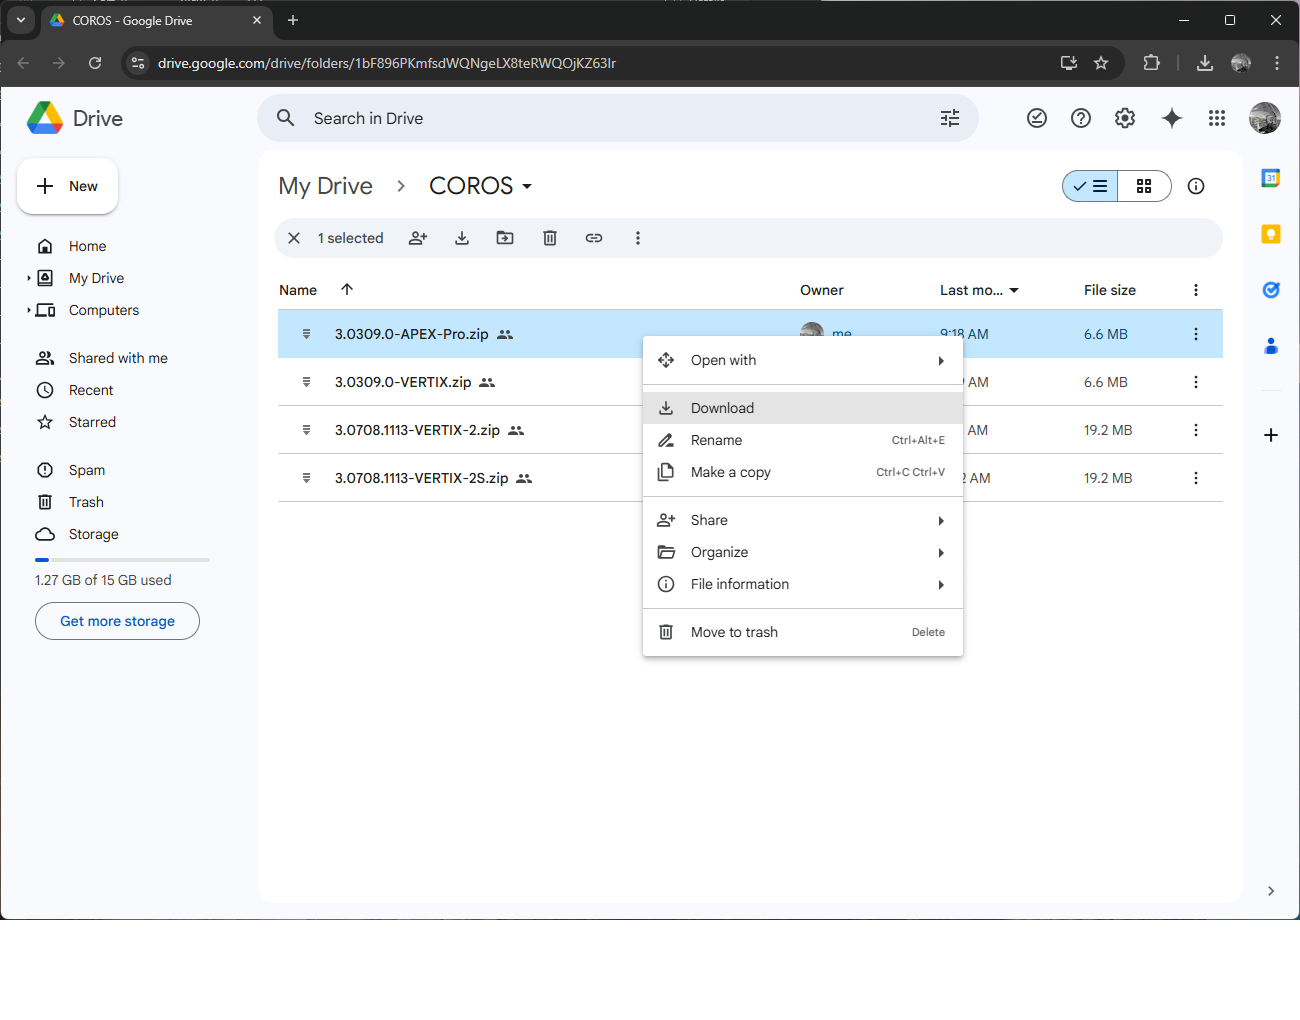 COROS - Google Drive
drive.google.com/drive/folders/1bF896PKmfsdWQNgeLX8teRWQOjKZ63lr
Drive
Search in Drive
New
My Drive > COROS
1 selected
Home
My Drive
Computers
Shared with me
Recent
Starred
Spam
Trash
Storage
1.27 GB of 15 GB used
Get more storage
Name Owner Last mo... File size
3.0309.0-APEX-Pro.zip me 9:18 AM 6.6 MB
3.0309.0-VERTIX.zip AM 6.6 MB
3.0708.1113-VERTIX-2.zip AM 19.2 MB
3.0708.1113-VERTIX-2S.zip 2 AM 19.2 MB
Open with
Download
Rename Ctrl+Alt+E
Make a copy Ctrl+C Ctrl+V
Share
Organize
File information
Move to trash Delete
31